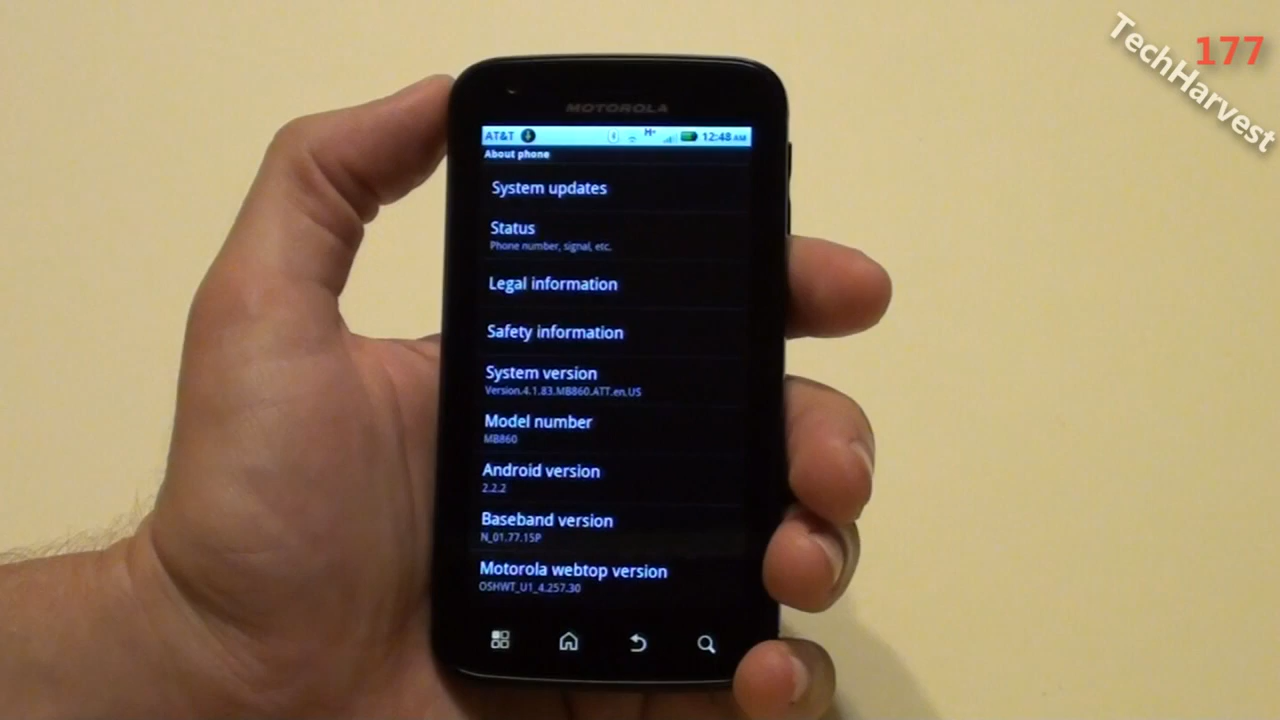 TechHarvest
177
MOTOROLA
AT&T H+ 12:48 AM
About phone
System updates
Status
Phone number, signal, etc.
Legal information
Safety information
System version
Version.4.1.83.MB860.ATT.en.US
Model number
MB860
Android version
2.2.2
Baseband version
N_01.77.15P
Motorola webtop version
OSHWT_U1_4.257.30